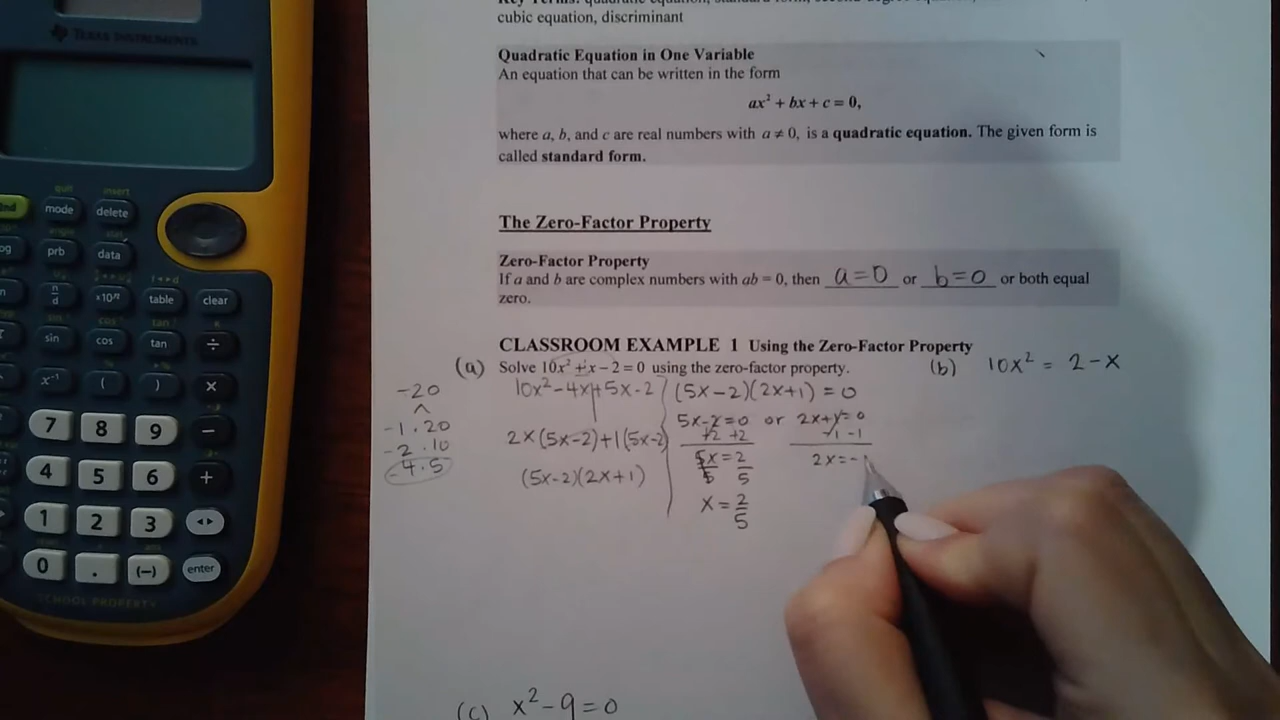 TEXAS INSTRUMENTS
cubic equation, discriminant
Quadratic Equation in One Variable
An equation that can be written in the form
ax² + bx + c = 0,
where a, b, and c are real numbers with a ≠ 0, is a quadratic equation. The given form is
called standard form.
The Zero-Factor Property
Zero-Factor Property
If a and b are complex numbers with ab = 0, then a=0 or b=0 or both equal
zero.
CLASSROOM EXAMPLE 1 Using the Zero-Factor Property
(a) Solve 10x² + x − 2 = 0 using the zero-factor property.
(b) 10x² = 2-x
-20
-1.20
-2.10
-4.5
10x²-4x+5x-2
2x(5x-2)+1(5x-2)
(5x-2)(2x+1)
(5x-2)(2x+1)=0
5x-2=0 or 2x+1=0
+2 +2
-1 -1
5x=2
5 5
x=2
5
2x=-
(c) x²-9=0
quit insert
mode delete
prb data
n
d
×10ⁿ table clear
sin cos tan ÷
x⁻¹ ( ) ×
7 8 9 −
4 5 6 +
1 2 3
0 . (−) enter
SCHOOL PROPERTY